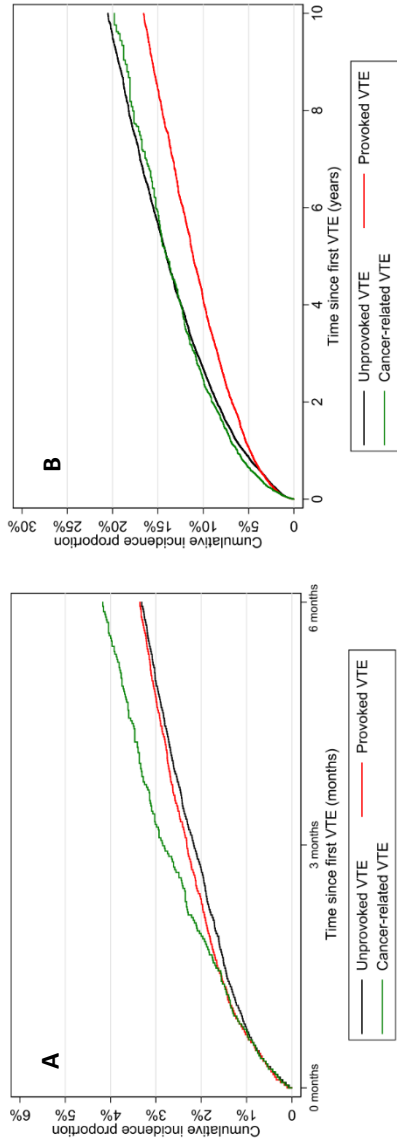 A
Cumulative incidence proportion
6%
5%
4%
3%
2%
1%
0
0 months
3 months
6 months
Time since first VTE (months)
Unprovoked VTE
Provoked VTE
Cancer-related VTE
B
Cumulative incidence proportion
30%
25%
20%
15%
10%
5%
0
0
2
4
6
8
10
Time since first VTE (years)
Unprovoked VTE
Provoked VTE
Cancer-related VTE